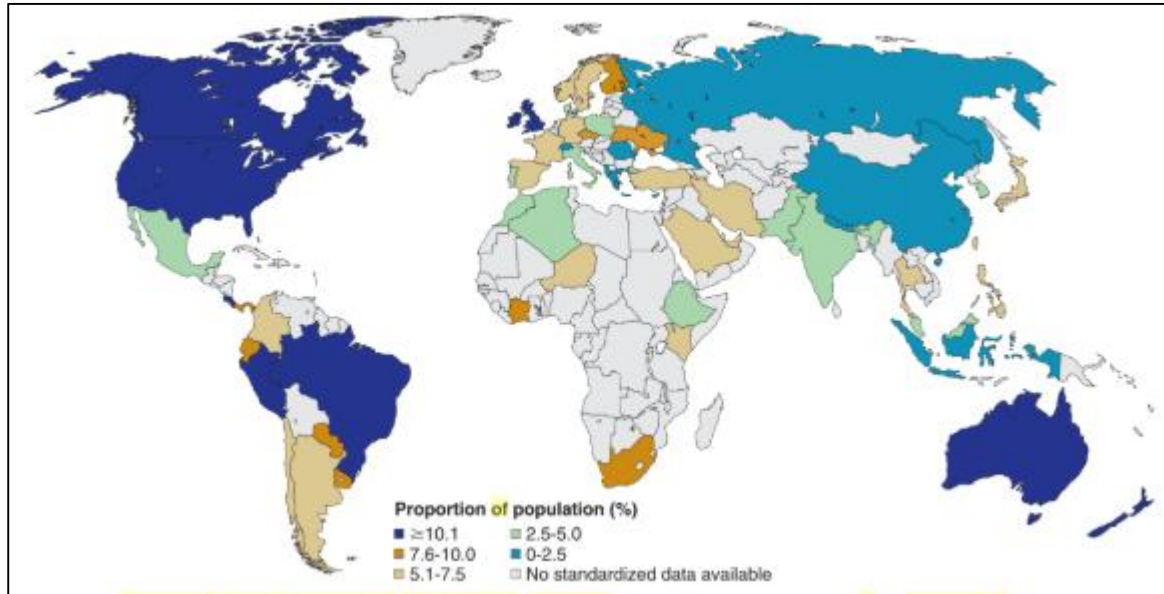 Proportion of population (%)
≥10.1 2.5-5.0
7.6-10.0 0-2.5
5.1-7.5 No standardized data available